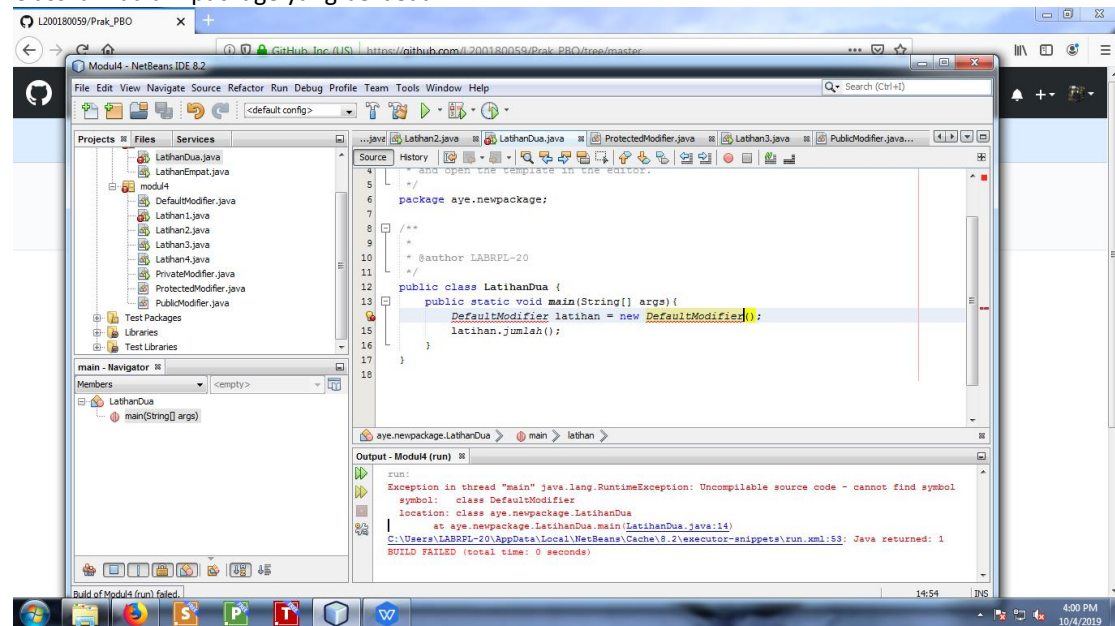 L200180059/Prak_PBO
GitHub, Inc. (US)
https://github.com/L200180059/Prak_PBO/tree/master
Modul4 - NetBeans IDE 8.2
File Edit View Navigate Source Refactor Run Debug Profile Team Tools Window Help
Search (Ctrl+I)
<default config>
Projects Files Services
LatihanDua.java
LatihanEmpat.java
modul4
DefaultModifier.java
Latihan1.java
Latihan2.java
Latihan3.java
Latihan4.java
PrivateModifier.java
ProtectedModifier.java
PublicModifier.java
Test Packages
Libraries
Test Libraries
main - Navigator
Members
<empty>
LatihanDua
main(String[] args)
...java Latihan2.java LatihanDua.java ProtectedModifier.java Latihan3.java PublicModifier.java...
Source History
4 * and open the template in the editor.
5 */
6 package aye.newpackage;
7
8 /**
9 *
10 * @author LABRPL-20
11 */
12 public class LatihanDua {
13 public static void main(String[] args){
DefaultModifier latihan = new DefaultModifier();
15 latihan.jumlah();
16 }
17 }
18
aye.newpackage.LatihanDua main latihan
Output - Modul4 (run)
run:
Exception in thread "main" java.lang.RuntimeException: Uncompilable source code - cannot find symbol
symbol: class DefaultModifier
location: class aye.newpackage.LatihanDua
at aye.newpackage.LatihanDua.main(LatihanDua.java:14)
C:\Users\LABRPL-20\AppData\Local\NetBeans\Cache\8.2\executor-snippets\run.xml:53: Java returned: 1
BUILD FAILED (total time: 0 seconds)
Build of Modul4 (run) failed.
14:54 INS
4:00 PM
10/4/2019